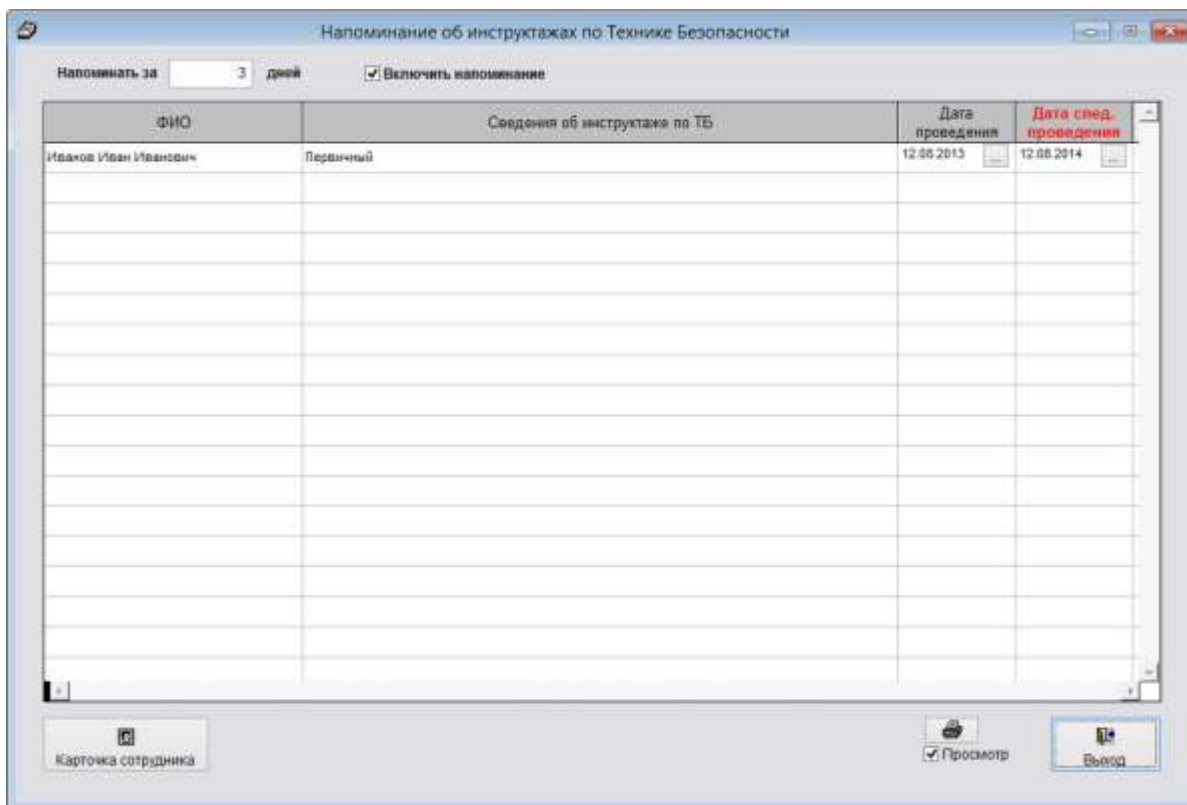 Напоминание об инструктажах по Технике Безопасности
Напоминать за 3 дней Включить напоминание
ФИО Сведения об инструктаже по ТБ Дата проведения Дата след. проведения
Иванов Иван Иванович Первичный 12.08.2013 ... 12.08.2014 ...
Карточка сотрудника
Просмотр
Выход